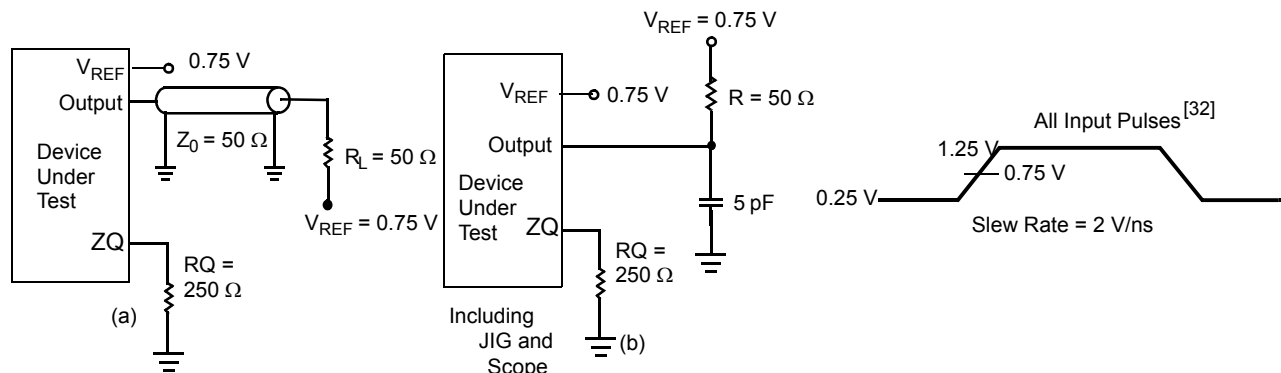 V_REF
0.75 V
Output
Z_0 = 50 Ω
Device
Under
Test
R_L = 50 Ω
V_REF = 0.75 V
ZQ
RQ =
250 Ω
(a)
V_REF = 0.75 V
R = 50 Ω
V_REF
0.75 V
Output
Device
Under
Test
5 pF
ZQ
RQ =
250 Ω
Including
JIG and
Scope
(b)
All Input Pulses[32]
1.25 V
0.75 V
0.25 V
Slew Rate = 2 V/ns